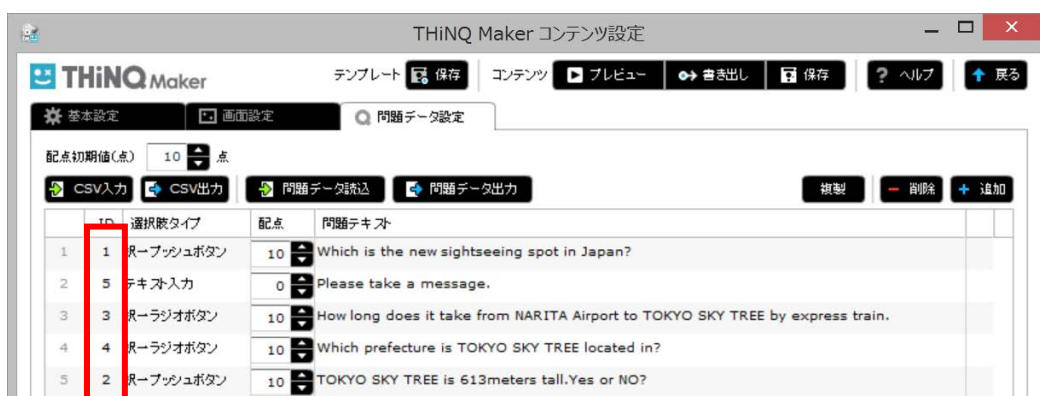 THiNQ Maker コンテンツ設定
THiNQ Maker テンプレート 保存 コンテンツ プレビュー 書き出し 保存 ? ヘルプ 戻る
基本設定 画面設定 問題データ設定
配点初期値(点) 10 点
CSV入力 CSV出力 問題データ読込 問題データ出力 複製 削除 追加
ID 選択肢タイプ 配点 問題テキスト
1 1 択一プッシュボタン 10 Which is the new sightseeing spot in Japan?
2 5 テキスト入力 0 Please take a message.
3 3 択一ラジオボタン 10 How long does it take from NARITA Airport to TOKYO SKY TREE by express train.
4 4 択一ラジオボタン 10 Which prefecture is TOKYO SKY TREE located in?
5 2 択一プッシュボタン 10 TOKYO SKY TREE is 613meters tall.Yes or NO?